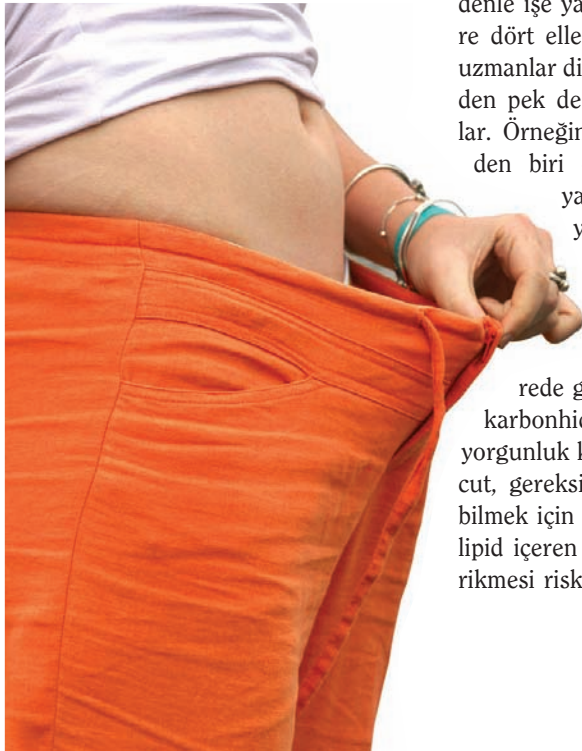 denle işe ya
re dört elle
uzmanlar di
den pek de
lar. Örneğin
den biri
ya
y
rede g
karbonhid
yorgunluk k
cut, gereksi
bilmek için
lipid içeren
rikmesi risk